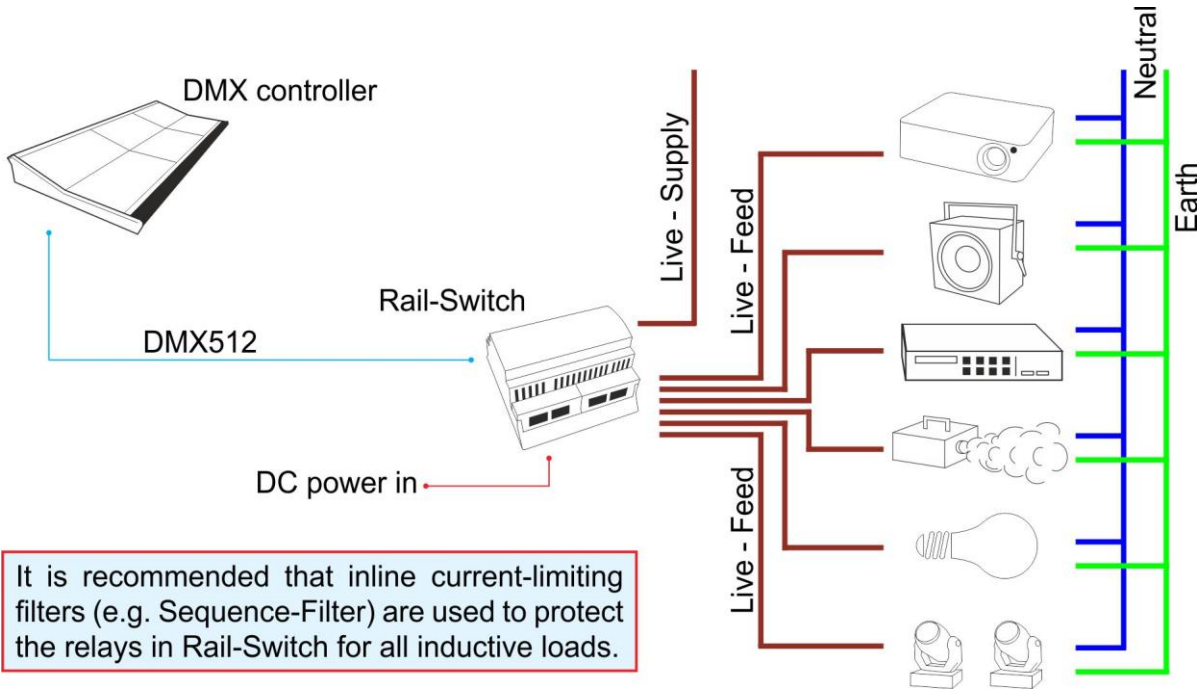 DMX controller
Rail-Switch
DMX512
DC power in
Live - Supply
Live - Feed
Live - Feed
Neutral
Earth
It is recommended that inline current-limiting
filters (e.g. Sequence-Filter) are used to protect
the relays in Rail-Switch for all inductive loads.